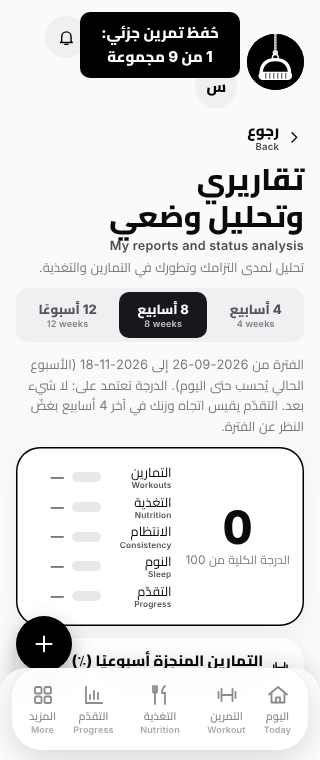 حُفظ تمرين جزئي:
1 من 9 مجموعة
س
رجوع
Back
تقاريري
وتحليل وضعي
My reports and status analysis
تحليل لمدى التزامك وتطورك في التمارين والتغذية.
4 أسابيع
4 weeks
8 أسابيع
8 weeks
12 أسبوعًا
12 weeks
الفترة من 2026-09-26 إلى 2026-11-18 (الأسبوع
الحالي يُحسب حتى اليوم). الدرجة تعتمد على: لا شيء
بعد. التقدّم يقيس اتجاه وزنك في آخر 4 أسابيع بغضّ
النظر عن الفترة.
0
الدرجة الكلية من 100
التمارين
Workouts
—
التغذية
Nutrition
—
الانتظام
Consistency
—
النوم
Sleep
—
التقدّم
Progress
—
+
التمارين المنجزة أسبوعيًا (٪)
اليوم
Today
التمرين
Workout
التغذية
Nutrition
التقدّم
Progress
المزيد
More